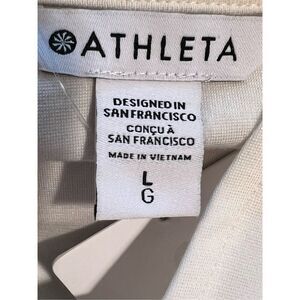 ATHLETA
DESIGNED IN
SAN FRANCISCO
CONÇU À
SAN FRANCISCO
MADE IN VIETNAM
L
G